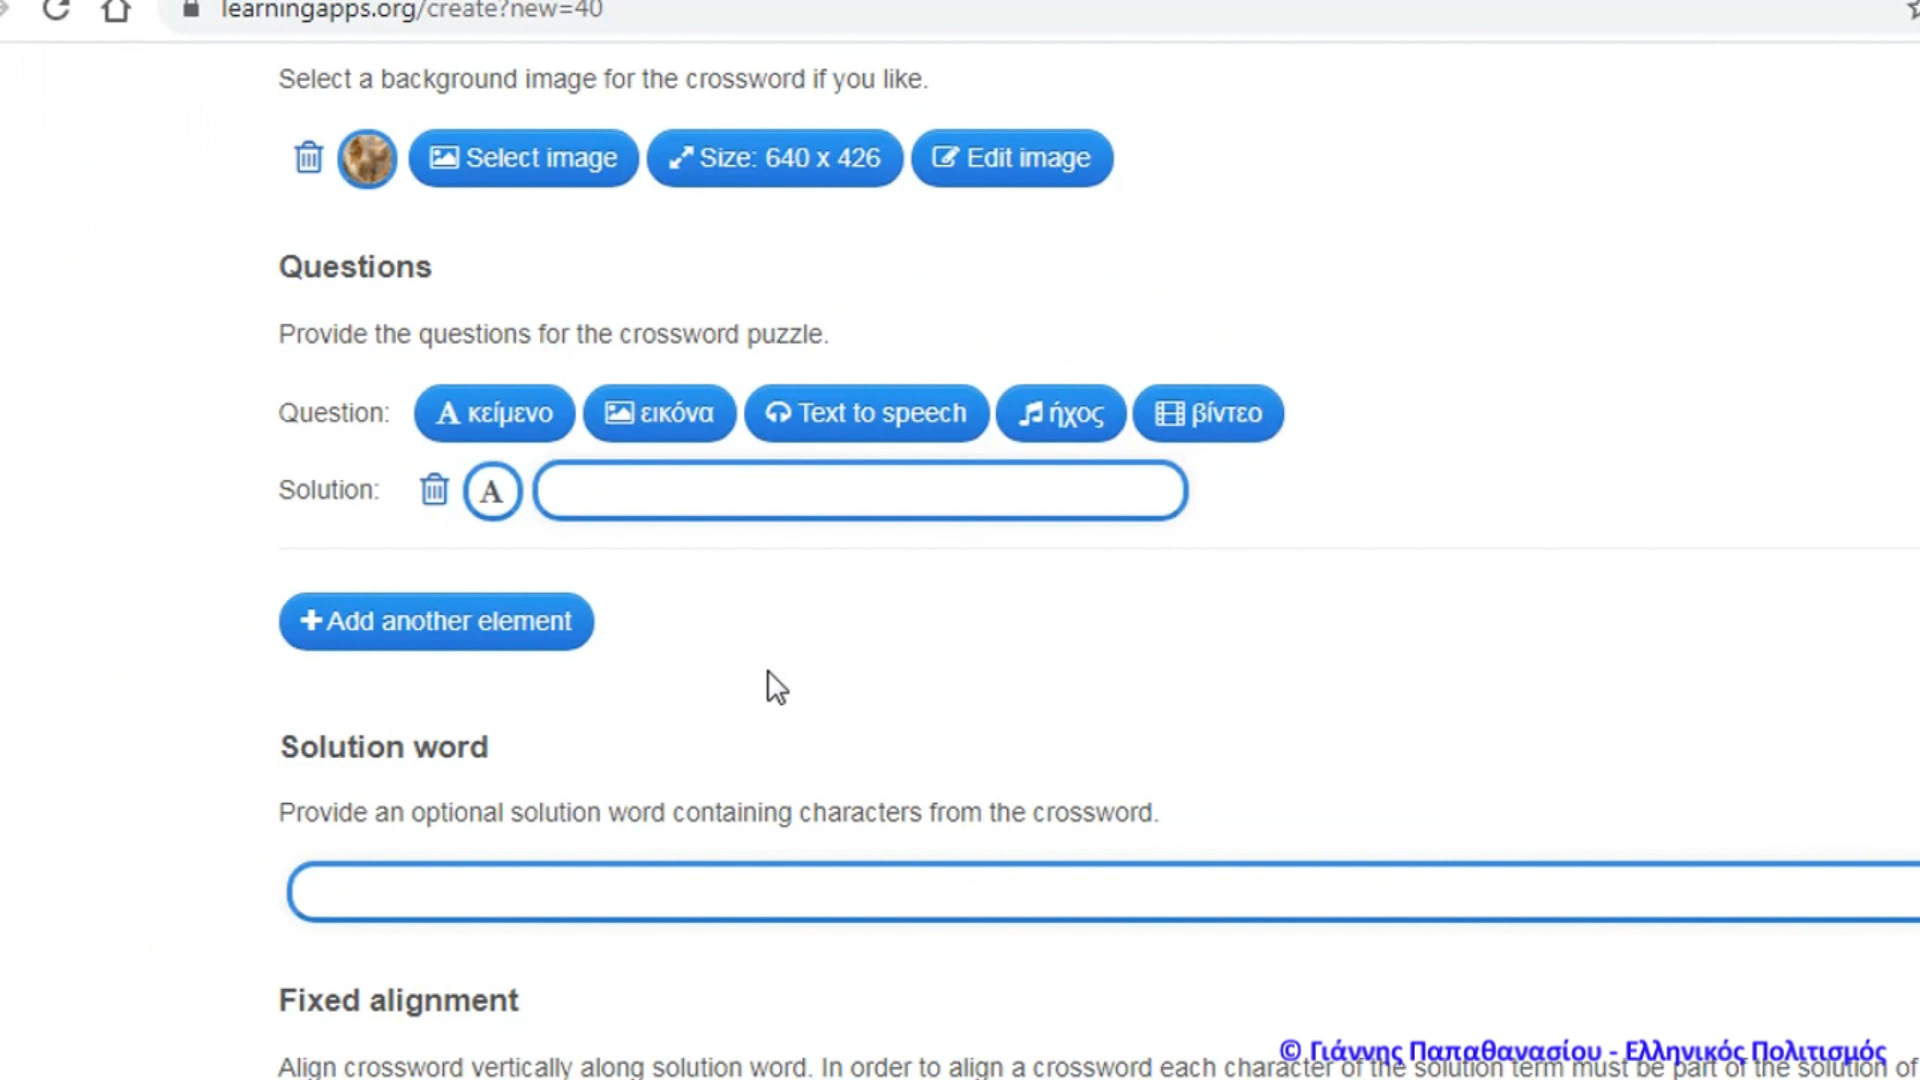 learningapps.org/create?new=40
Select a background image for the crossword if you like.
Select image Size: 640 x 426 Edit image
Questions
Provide the questions for the crossword puzzle.
Question: A κείμενο εικόνα Text to speech ήχος βίντεο
Solution: A
+ Add another element
Solution word
Provide an optional solution word containing characters from the crossword.
Fixed alignment
© Γιάννης Παπαθανασίου - Ελληνικός Πολιτισμός
Align crossword vertically along solution word. In order to align a crossword each character of the solution term must be part of the solution of